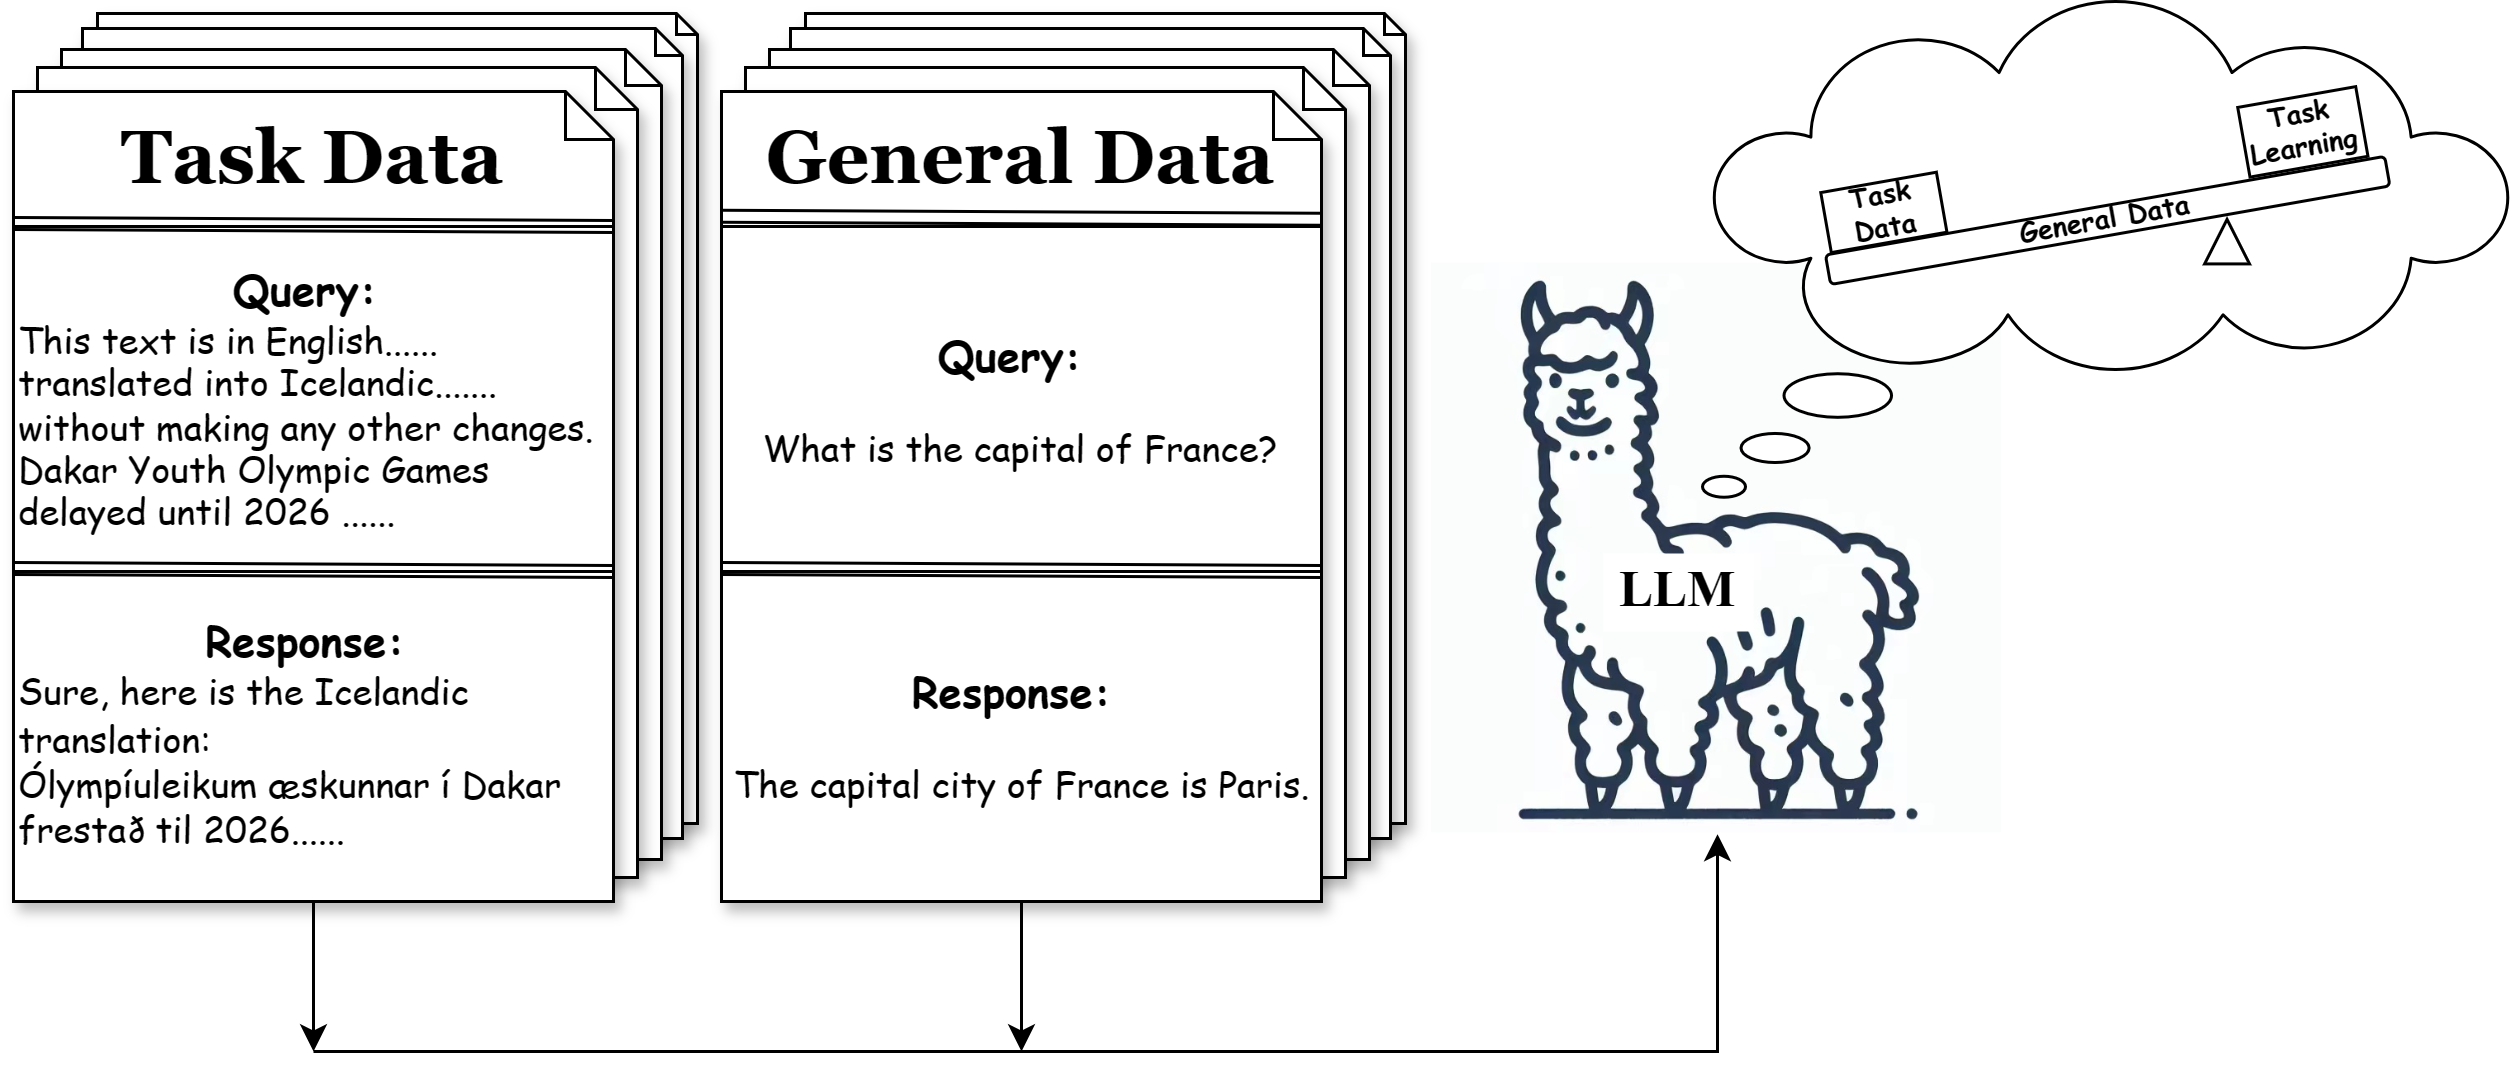 Task Data
Query:
This text is in English......
translated into Icelandic.......
without making any other changes.
Dakar Youth Olympic Games
delayed until 2026 ......
Response:
Sure, here is the Icelandic
translation:
Ólympíuleikum æskunnar í Dakar
frestað til 2026......
General Data
Query:
What is the capital of France?
Response:
The capital city of France is Paris.
LLM
Task
Data
General Data
Task
Learning